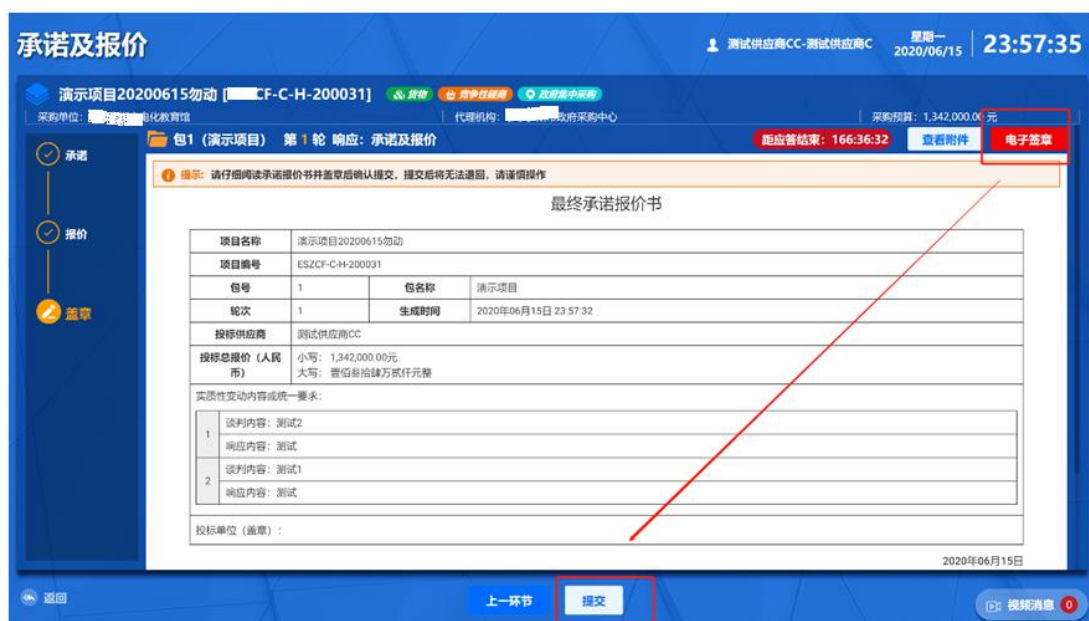 承诺及报价
测试供应商CC-测试供应商C
星期一
2020/06/15
23:57:35
演示项目20200615勿动 [ CF-C-H-200031]
货物
竞争性磋商
政府集中采购
采购单位: 电化教育馆
代理机构: 政府采购中心
采购预算: 1,342,000.00 元
承诺
报价
盖章
包1 (演示项目) 第 1 轮 响应: 承诺及报价
距应答结束: 166:36:32
查看附件
电子签章
提示: 请仔细阅读承诺报价书并盖章后确认提交, 提交后将无法退回, 请谨慎操作
最终承诺报价书
项目名称 演示项目20200615勿动
项目编号 ESZCF-C-H-200031
包号 1 包名称 演示项目
轮次 1 生成时间 2020年06月15日 23:57:32
投标供应商 测试供应商CC
投标总报价 (人民币)
小写: 1,342,000.00元
大写: 壹佰叁拾肆万贰仟元整
实质性变动内容或统一要求:
1
谈判内容: 测试2
响应内容: 测试
2
谈判内容: 测试1
响应内容: 测试
投标单位 (盖章) :
2020年06月15日
返回
上一环节
提交
视频消息 0